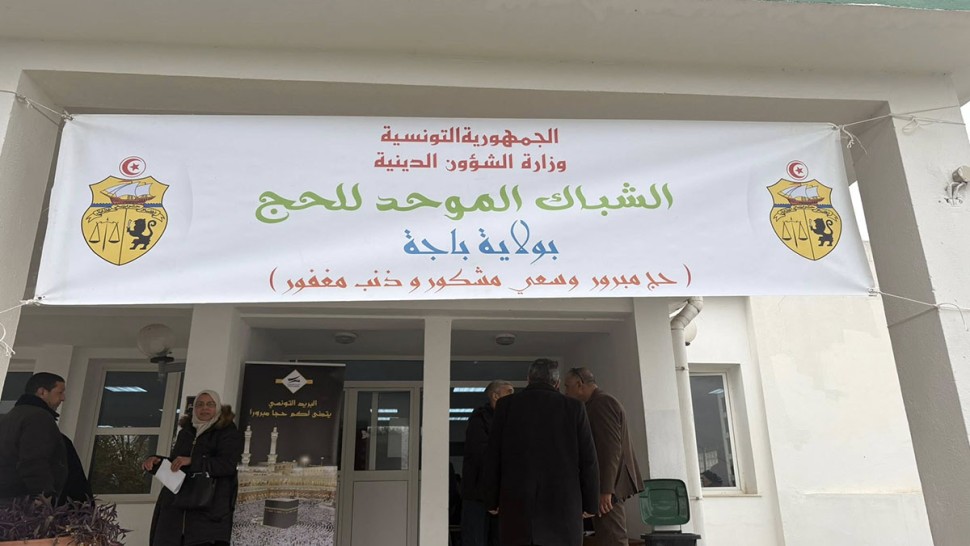 الجمهورية التونسية
وزارة الشؤون الدينية
الشباك الموحد للحج
بولاية باجة
( حج مبرور وسعي مشكور و ذنب مغفور )
البريد التونسي
يتمنى لكم حجا مبرورا